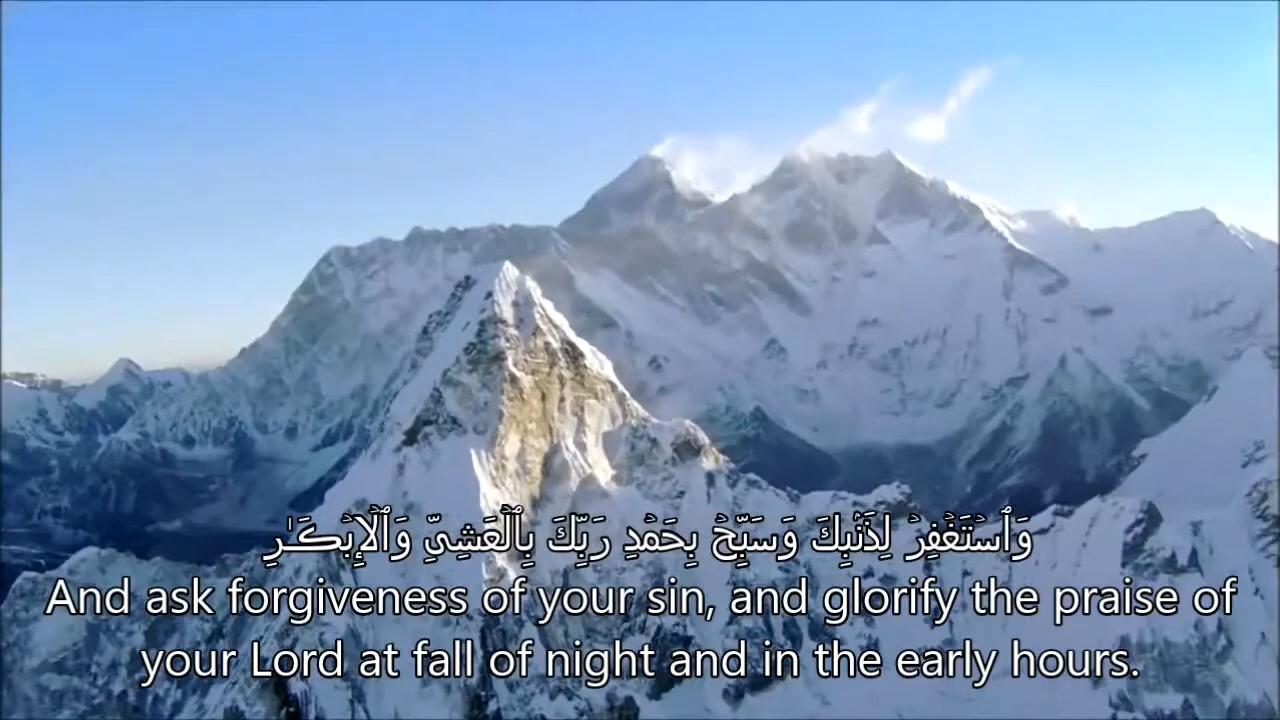 وَٱسۡتَغۡفِرۡ لِذَنۢبِكَ وَسَبِّحۡ بِحَمۡدِ رَبِّكَ بِٱلۡعَشِيِّ وَٱلۡإِبۡكَـٰرِ
And ask forgiveness of your sin, and glorify the praise of
your Lord at fall of night and in the early hours.